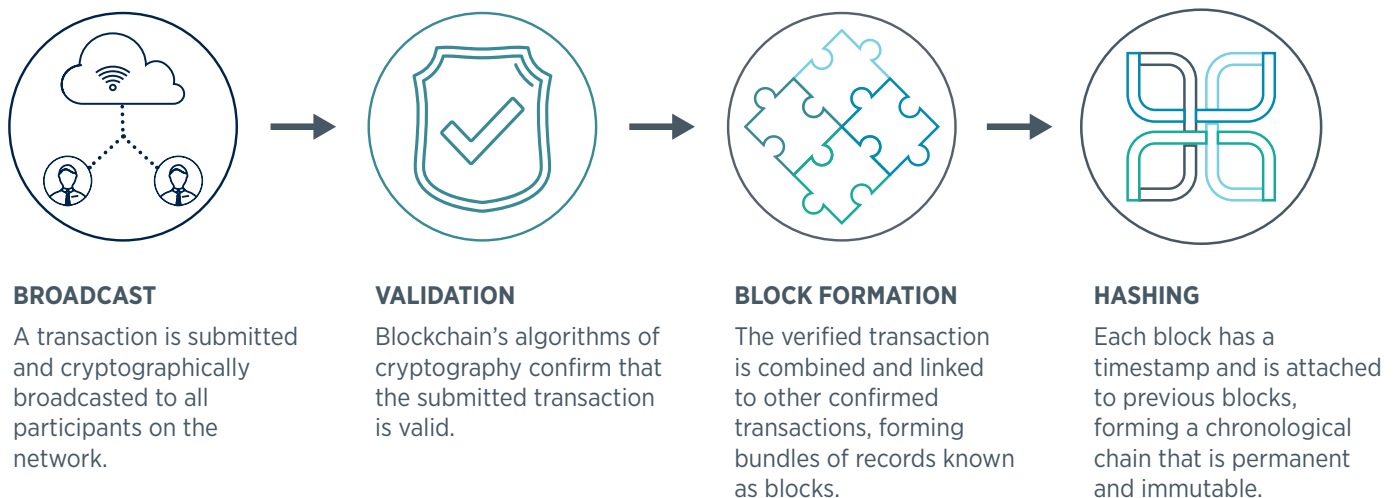 BROADCAST
A transaction is submitted
and cryptographically
broadcasted to all
participants on the
network.
VALIDATION
Blockchain’s algorithms of
cryptography confirm that
the submitted transaction
is valid.
BLOCK FORMATION
The verified transaction
is combined and linked
to other confirmed
transactions, forming
bundles of records known
as blocks.
HASHING
Each block has a
timestamp and is attached
to previous blocks,
forming a chronological
chain that is permanent
and immutable.